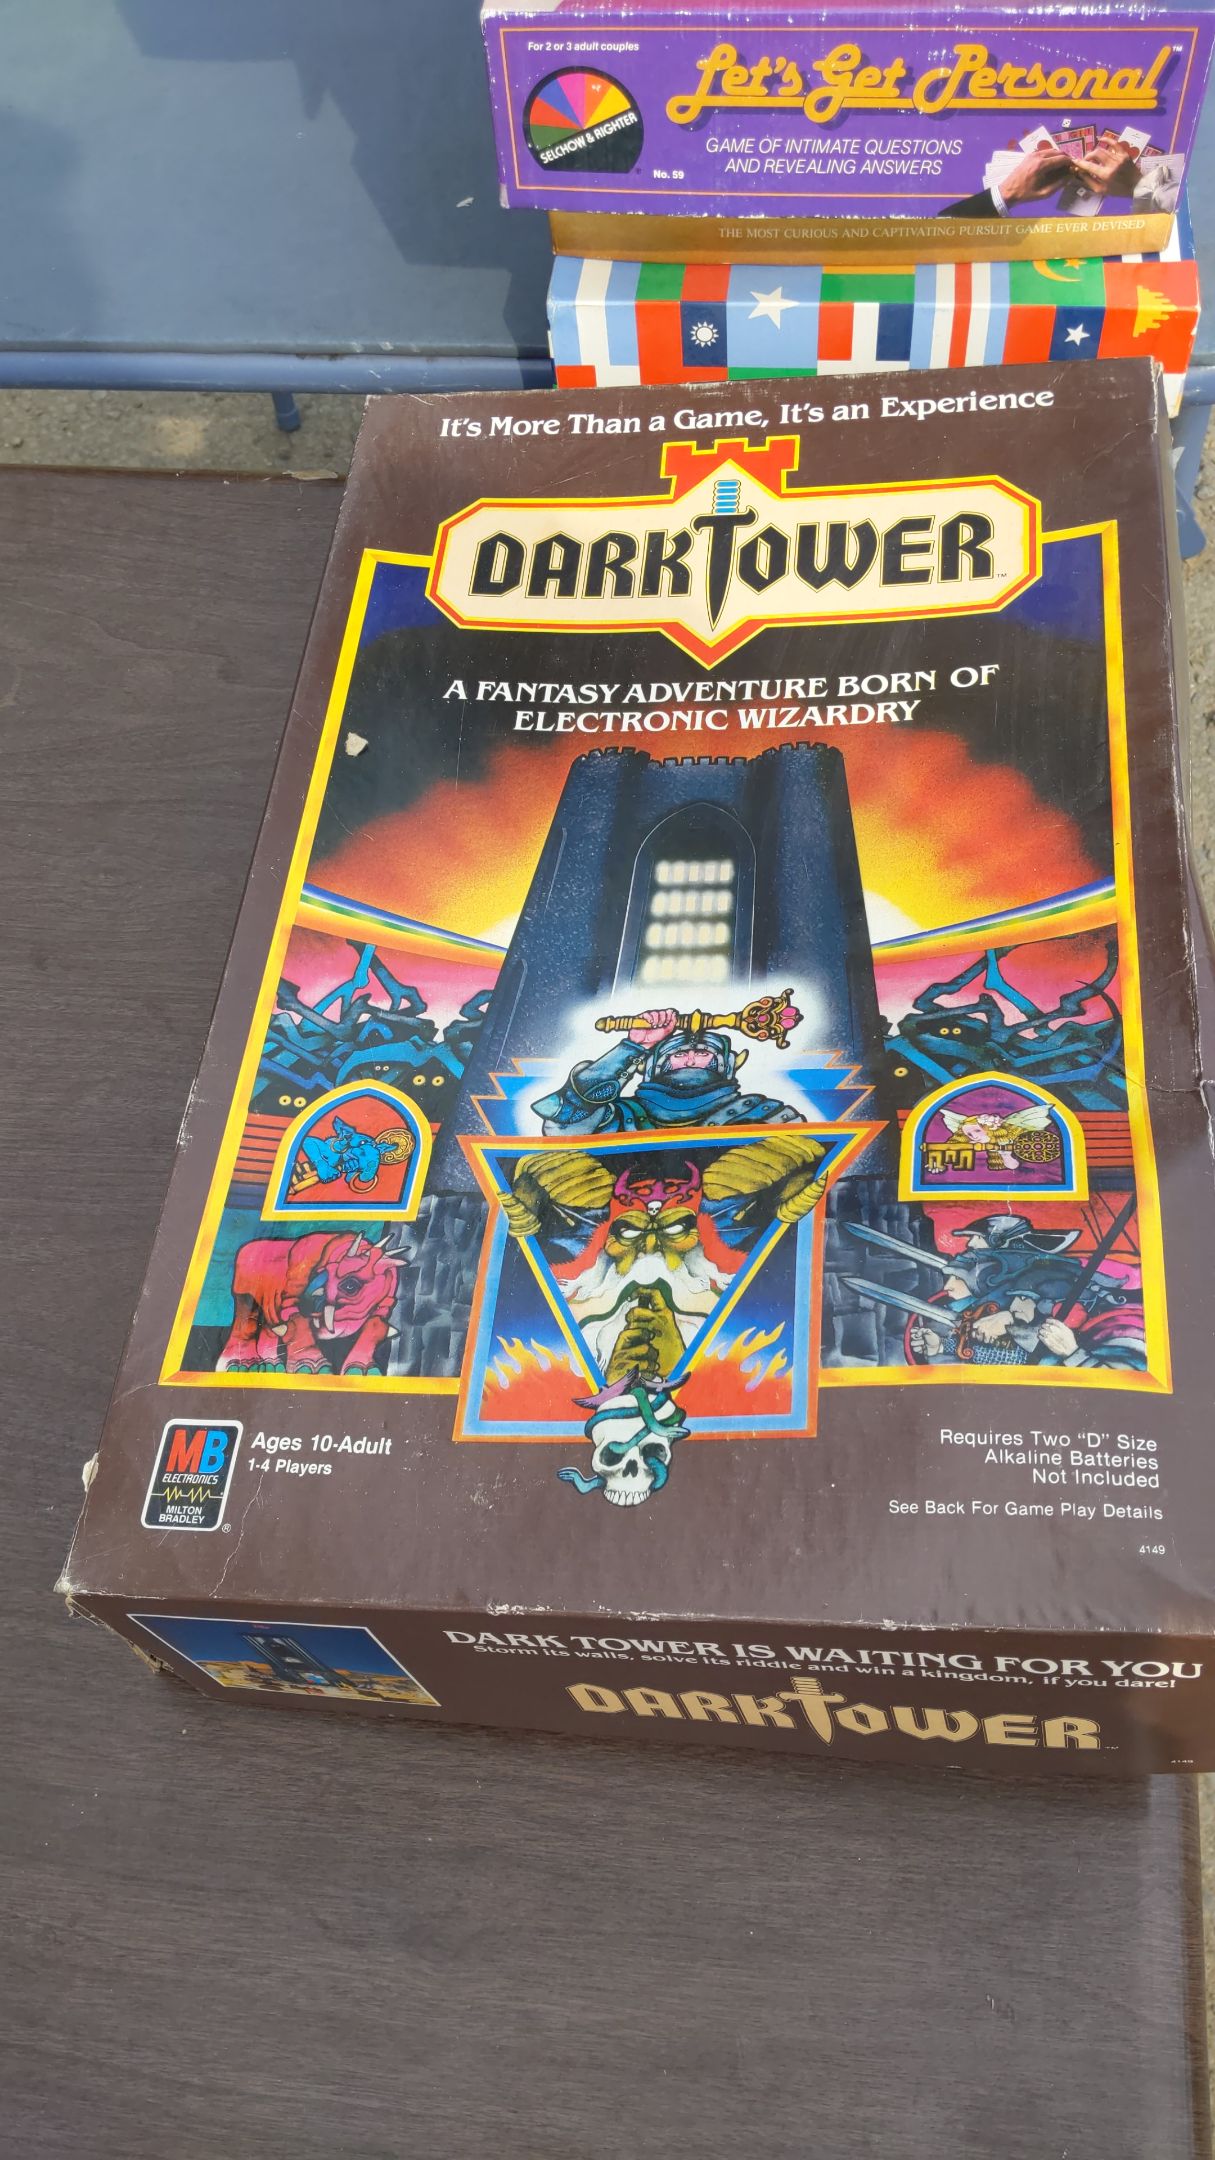 For 2 or 3 adult couples
Let's Get Personal™
SELCHOW & RIGHTER
GAME OF INTIMATE QUESTIONS
AND REVEALING ANSWERS
No. 59
THE MOST CURIOUS AND CAPTIVATING PURSUIT GAME EVER DEVISED
It's More Than a Game, It's an Experience
DARKTOWER™
A FANTASY ADVENTURE BORN OF
ELECTRONIC WIZARDRY
MB
ELECTRONICS
MILTON
BRADLEY
®
Ages 10-Adult
1-4 Players
Requires Two "D" Size
Alkaline Batteries
Not Included
See Back For Game Play Details
4149
DARK TOWER IS WAITING FOR YOU
Storm its walls, solve its riddle and win a kingdom, if you dare!
DARKTOWER™
4149